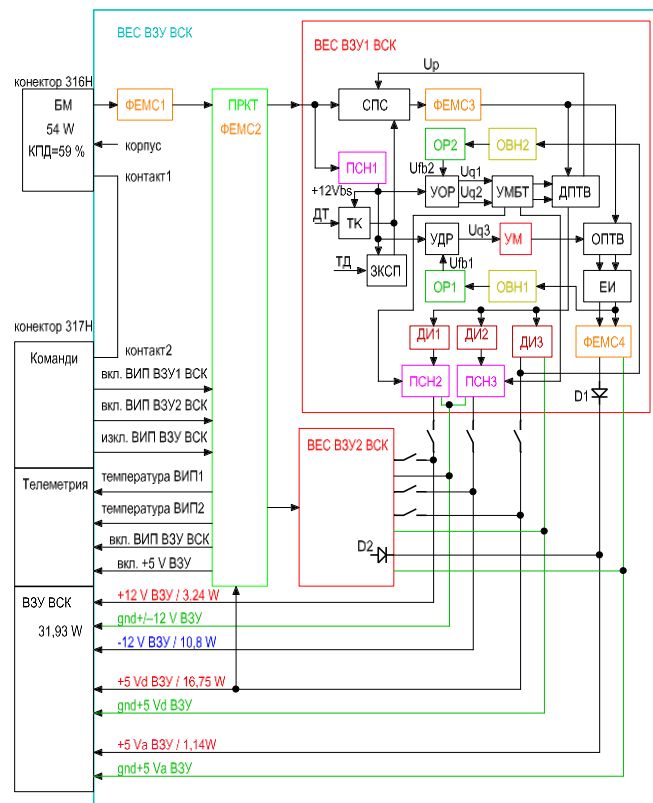 ВЕС ВЗУ ВСК
ВЕС ВЗУ1 ВСК
конектор 316Н
БМ
54 W
КПД=59 %
ФЕМС1
ПРКТ
ФЕМС2
корпус
контакт1
СПС
Up
ФЕМС3
ОР2
ОВН2
ПСН1
Ufb2
Uq1
Uq2
+12Vbs
УОР
УМБТ
ДПТВ
ДТ
ТК
УДР
Uq3
УМ
ОПТВ
ТД
ЗКСП
Ufb1
ОР1
ОВН1
ЕИ
ДИ1
ДИ2
ДИ3
ФЕМС4
ПСН2
ПСН3
D1
конектор 317Н
Команди
контакт2
вкл. ВИП ВЗУ1 ВСК
вкл. ВИП ВЗУ2 ВСК
изкл. ВИП ВЗУ ВСК
ВЕС ВЗУ2 ВСК
Телеметрия
температура ВИП1
температура ВИП2
вкл. ВИП ВЗУ ВСК
вкл. +5 V ВЗУ
D2
ВЗУ ВСК
31,93 W
+12 V ВЗУ / 3.24 W
gnd+/–12 V ВЗУ
-12 V ВЗУ / 10,8 W
+5 Vd ВЗУ / 16,75 W
gnd+5 Vd ВЗУ
+5 Va ВЗУ / 1,14W
gnd+5 Va ВЗУ